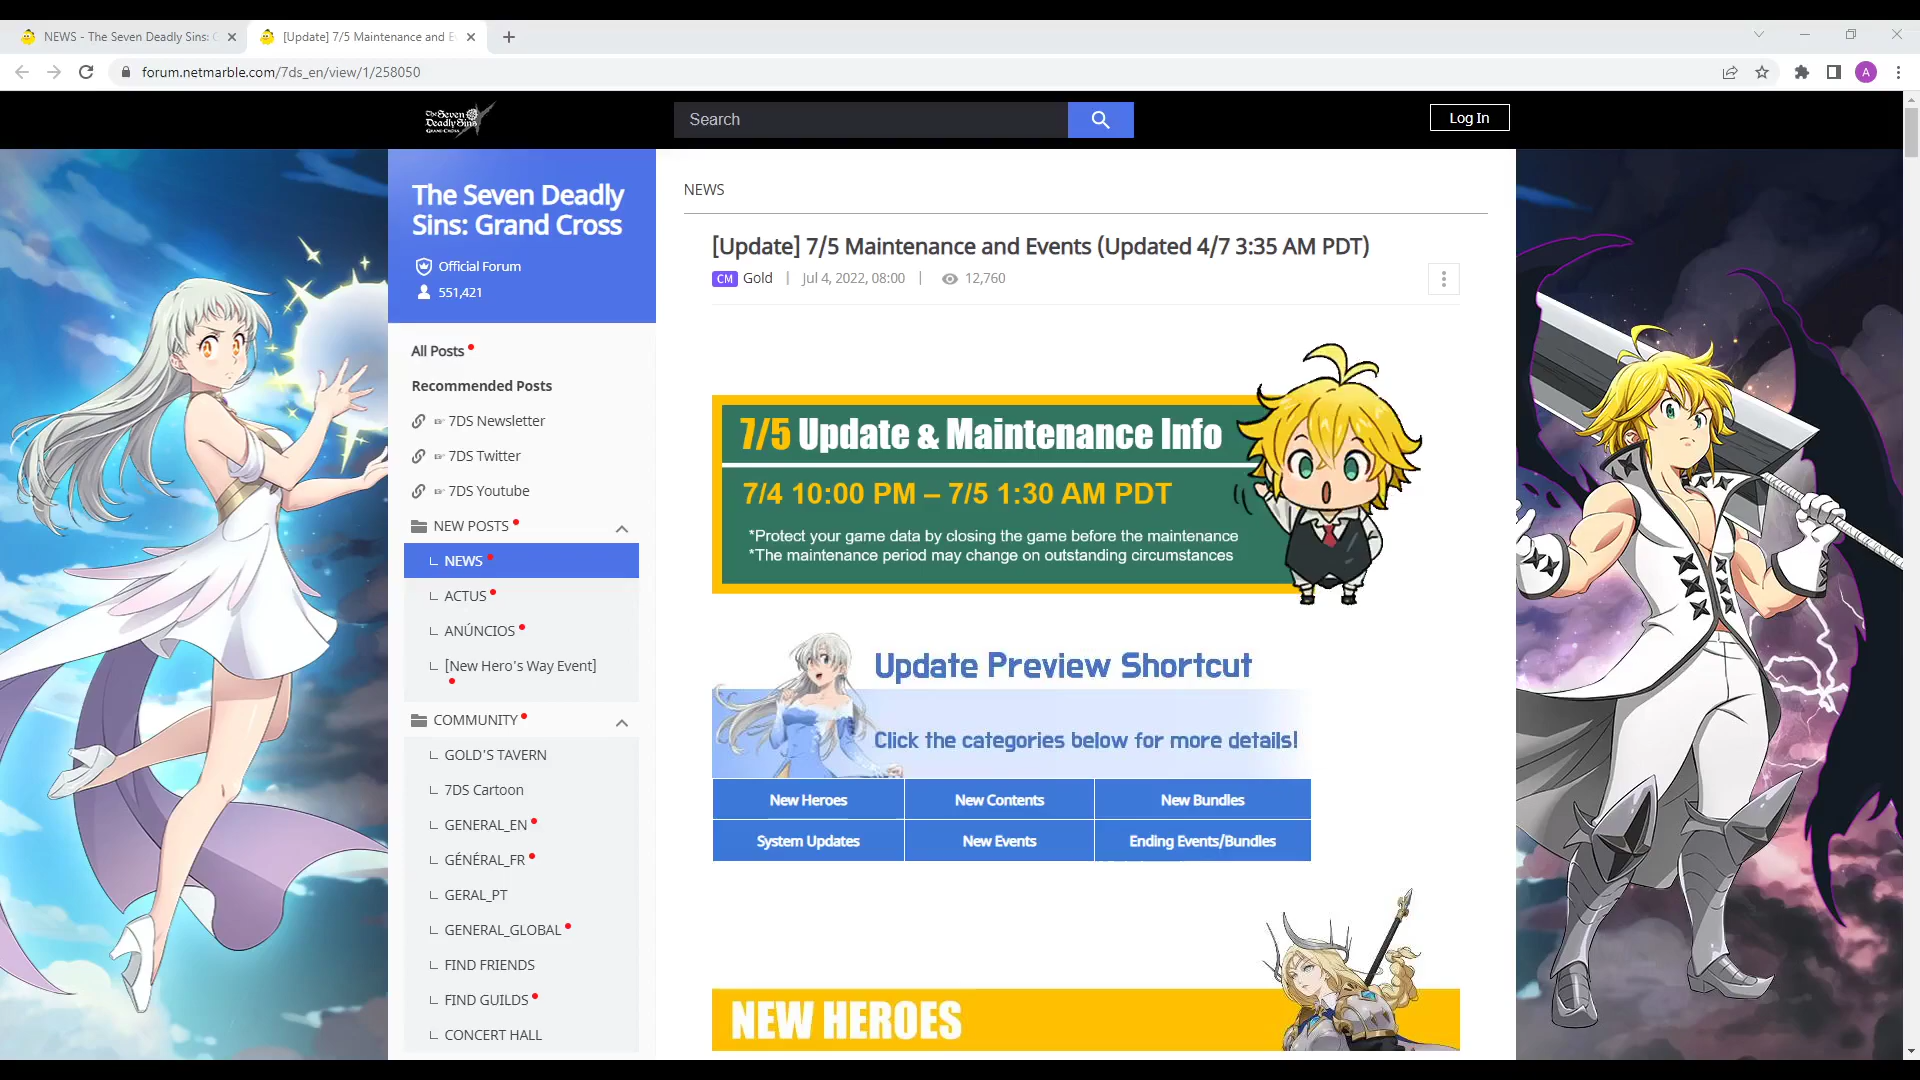 NEWS - The Seven Deadly Sins:
[Update] 7/5 Maintenance and
forum.netmarble.com/7ds_en/view/1/258050
A
The Seven
Deadly Sins
GRAND CROSS
Search
Log In
The Seven Deadly
Sins: Grand Cross
Official Forum
551,421
All Posts
Recommended Posts
☞ 7DS Newsletter
☞ 7DS Twitter
☞ 7DS Youtube
NEW POSTS
NEWS
ACTUS
ANÚNCIOS
[New Hero's Way Event]
COMMUNITY
GOLD'S TAVERN
7DS Cartoon
GENERAL_EN
GÉNÉRAL_FR
GERAL_PT
GENERAL_GLOBAL
FIND FRIENDS
FIND GUILDS
CONCERT HALL
NEWS
[Update] 7/5 Maintenance and Events (Updated 4/7 3:35 AM PDT)
CM Gold | Jul 4, 2022, 08:00 | 12,760
7/5 Update & Maintenance Info
7/4 10:00 PM – 7/5 1:30 AM PDT
*Protect your game data by closing the game before the maintenance
*The maintenance period may change on outstanding circumstances
Update Preview Shortcut
Click the categories below for more details!
New Heroes New Contents New Bundles
System Updates New Events Ending Events/Bundles
NEW HEROES